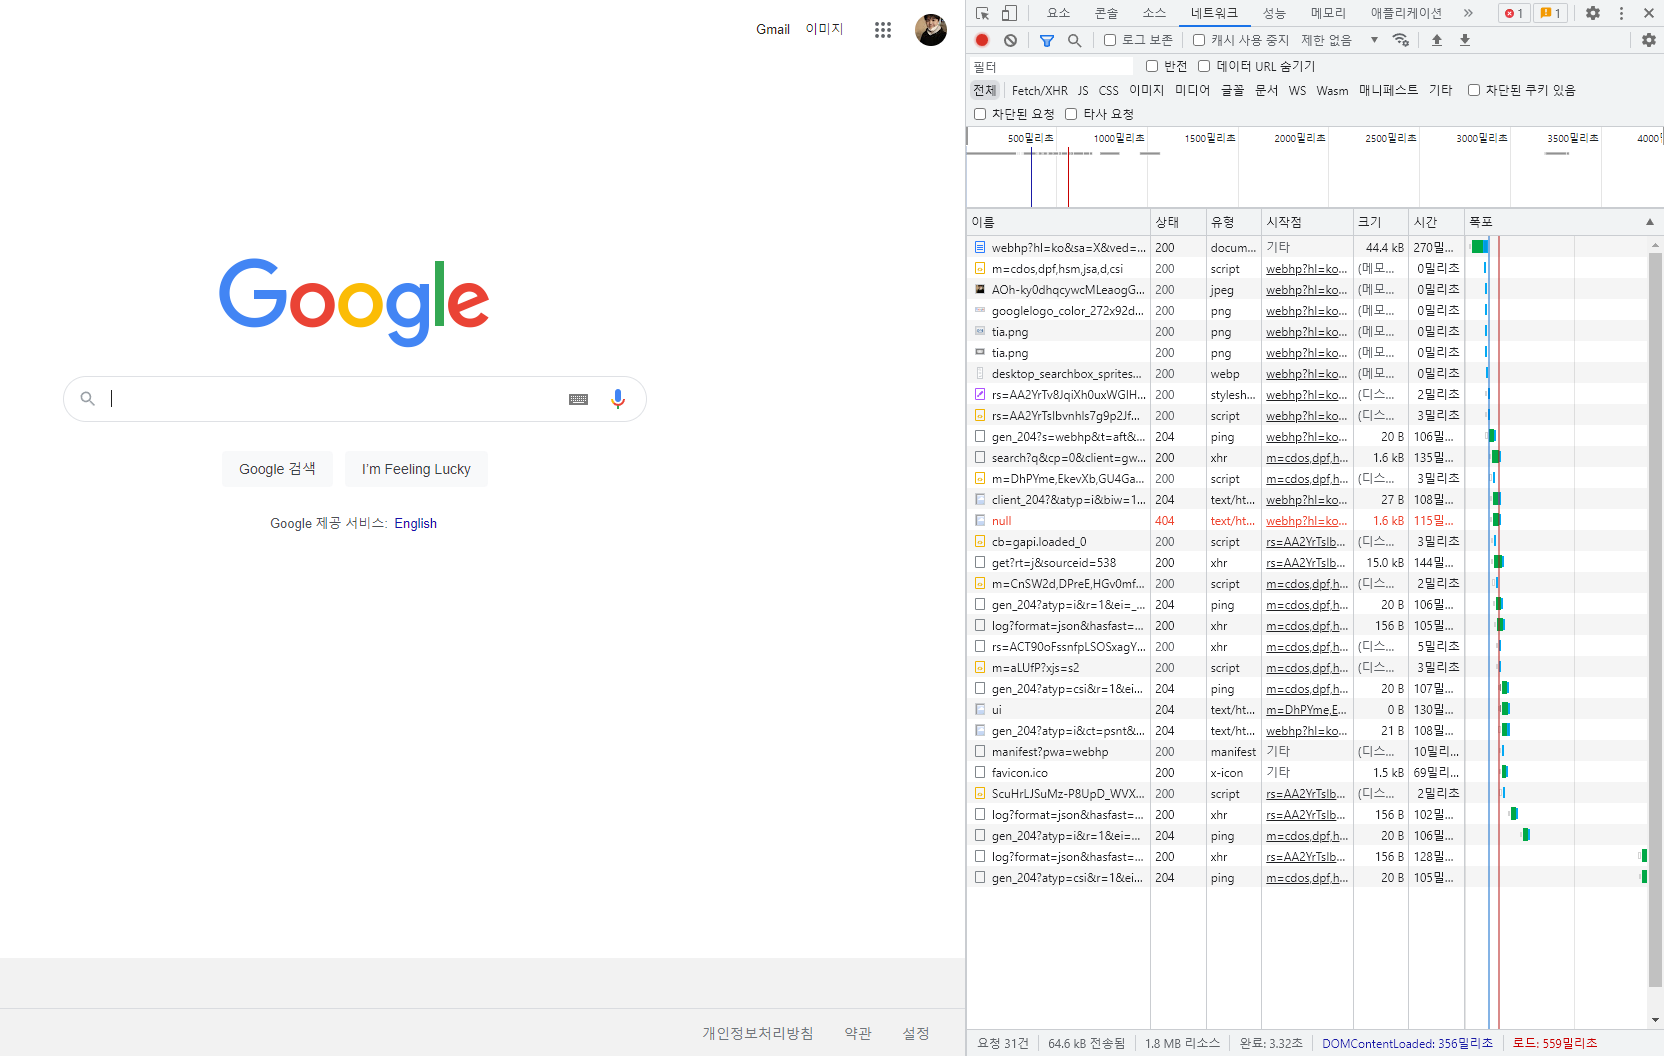 Gmail 이미지
Google
Google 검색 I'm Feeling Lucky
Google 제공 서비스: English
개인정보처리방침 약관 설정
요소 콘솔 소스 네트워크 성능 메모리 애플리케이션 » 1 1
로그 보존 캐시 사용 중지 제한 없음
필터 반전 데이터 URL 숨기기
전체 Fetch/XHR JS CSS 이미지 미디어 글꼴 문서 WS Wasm 매니페스트 기타 차단된 쿠키 있음
차단된 요청 타사 요청
500밀리초 1000밀리초 1500밀리초 2000밀리초 2500밀리초 3000밀리초 3500밀리초 4000
이름 상태 유형 시작점 크기 시간 폭포
webhp?hl=ko&sa=X&ved=... 200 docum... 기타 44.4 kB 270밀...
m=cdos,dpf,hsm,jsa,d,csi 200 script webhp?hl=ko... (메모... 0밀리초
AOh-ky0dhqcywcMLeaogG... 200 jpeg webhp?hl=ko... (메모... 0밀리초
googlelogo_color_272x92d... 200 png webhp?hl=ko... (메모... 0밀리초
tia.png 200 png webhp?hl=ko... (메모... 0밀리초
tia.png 200 png webhp?hl=ko... (메모... 0밀리초
desktop_searchbox_sprites... 200 webp webhp?hl=ko... (메모... 0밀리초
rs=AA2YrTv8JqiXh0uxWGIH... 200 stylesh... webhp?hl=ko... (디스... 2밀리초
rs=AA2YrTsIbvnhls7g9p2Jf... 200 script webhp?hl=ko... (디스... 3밀리초
gen_204?s=webhp&t=aft&... 204 ping webhp?hl=ko... 20 B 106밀...
search?q&cp=0&client=gw... 200 xhr m=cdos,dpf,h... 1.6 kB 135밀...
m=DhPYme,EkevXb,GU4Ga... 200 script m=cdos,dpf,h... (디스... 3밀리초
client_204?&atyp=i&biw=1... 204 text/ht... webhp?hl=ko... 27 B 108밀...
null 404 text/ht... webhp?hl=ko... 1.6 kB 115밀...
cb=gapi.loaded_0 200 script rs=AA2YrTsIb... (디스... 3밀리초
get?rt=j&sourceid=538 200 xhr rs=AA2YrTsIb... 15.0 kB 144밀...
m=CnSW2d,DPreE,HGv0mf... 200 script m=cdos,dpf,h... (디스... 2밀리초
gen_204?atyp=i&r=1&ei=_... 204 ping m=cdos,dpf,h... 20 B 106밀...
log?format=json&hasfast=... 200 xhr m=cdos,dpf,h... 156 B 105밀...
rs=ACT90oFssnfpLSOSxagY... 200 xhr m=cdos,dpf,h... (디스... 5밀리초
m=aLUfP?xjs=s2 200 script m=cdos,dpf,h... (디스... 3밀리초
gen_204?atyp=csi&r=1&ei... 204 ping m=cdos,dpf,h... 20 B 107밀...
ui 204 text/ht... m=DhPYme,E... 0 B 130밀...
gen_204?atyp=i&ct=psnt&... 204 text/ht... webhp?hl=ko... 21 B 108밀...
manifest?pwa=webhp 200 manifest 기타 (디스... 10밀리...
favicon.ico 200 x-icon 기타 1.5 kB 69밀리...
ScuHrLJSuMz-P8UpD_WVX... 200 script rs=AA2YrTsIb... (디스... 2밀리초
log?format=json&hasfast=... 200 xhr rs=AA2YrTsIb... 156 B 102밀...
gen_204?atyp=i&r=1&ei=... 204 ping m=cdos,dpf,h... 20 B 106밀...
log?format=json&hasfast=... 200 xhr rs=AA2YrTsIb... 156 B 128밀...
gen_204?atyp=csi&r=1&ei... 204 ping m=cdos,dpf,h... 20 B 105밀...
요청 31건 64.6 kB 전송됨 1.8 MB 리소스 완료: 3.32초 DOMContentLoaded: 356밀리초 로드: 559밀리초